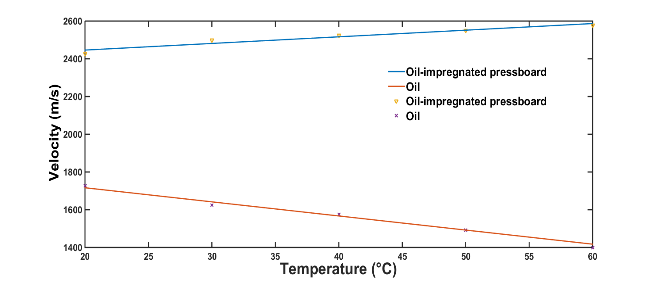 2600
2400
2200
2000
1800
1600
1400
Velocity (m/s)
Oil-impregnated pressboard
Oil
Oil-impregnated pressboard
Oil
20 25 30 35 40 45 50 55 60
Temperature (°C)